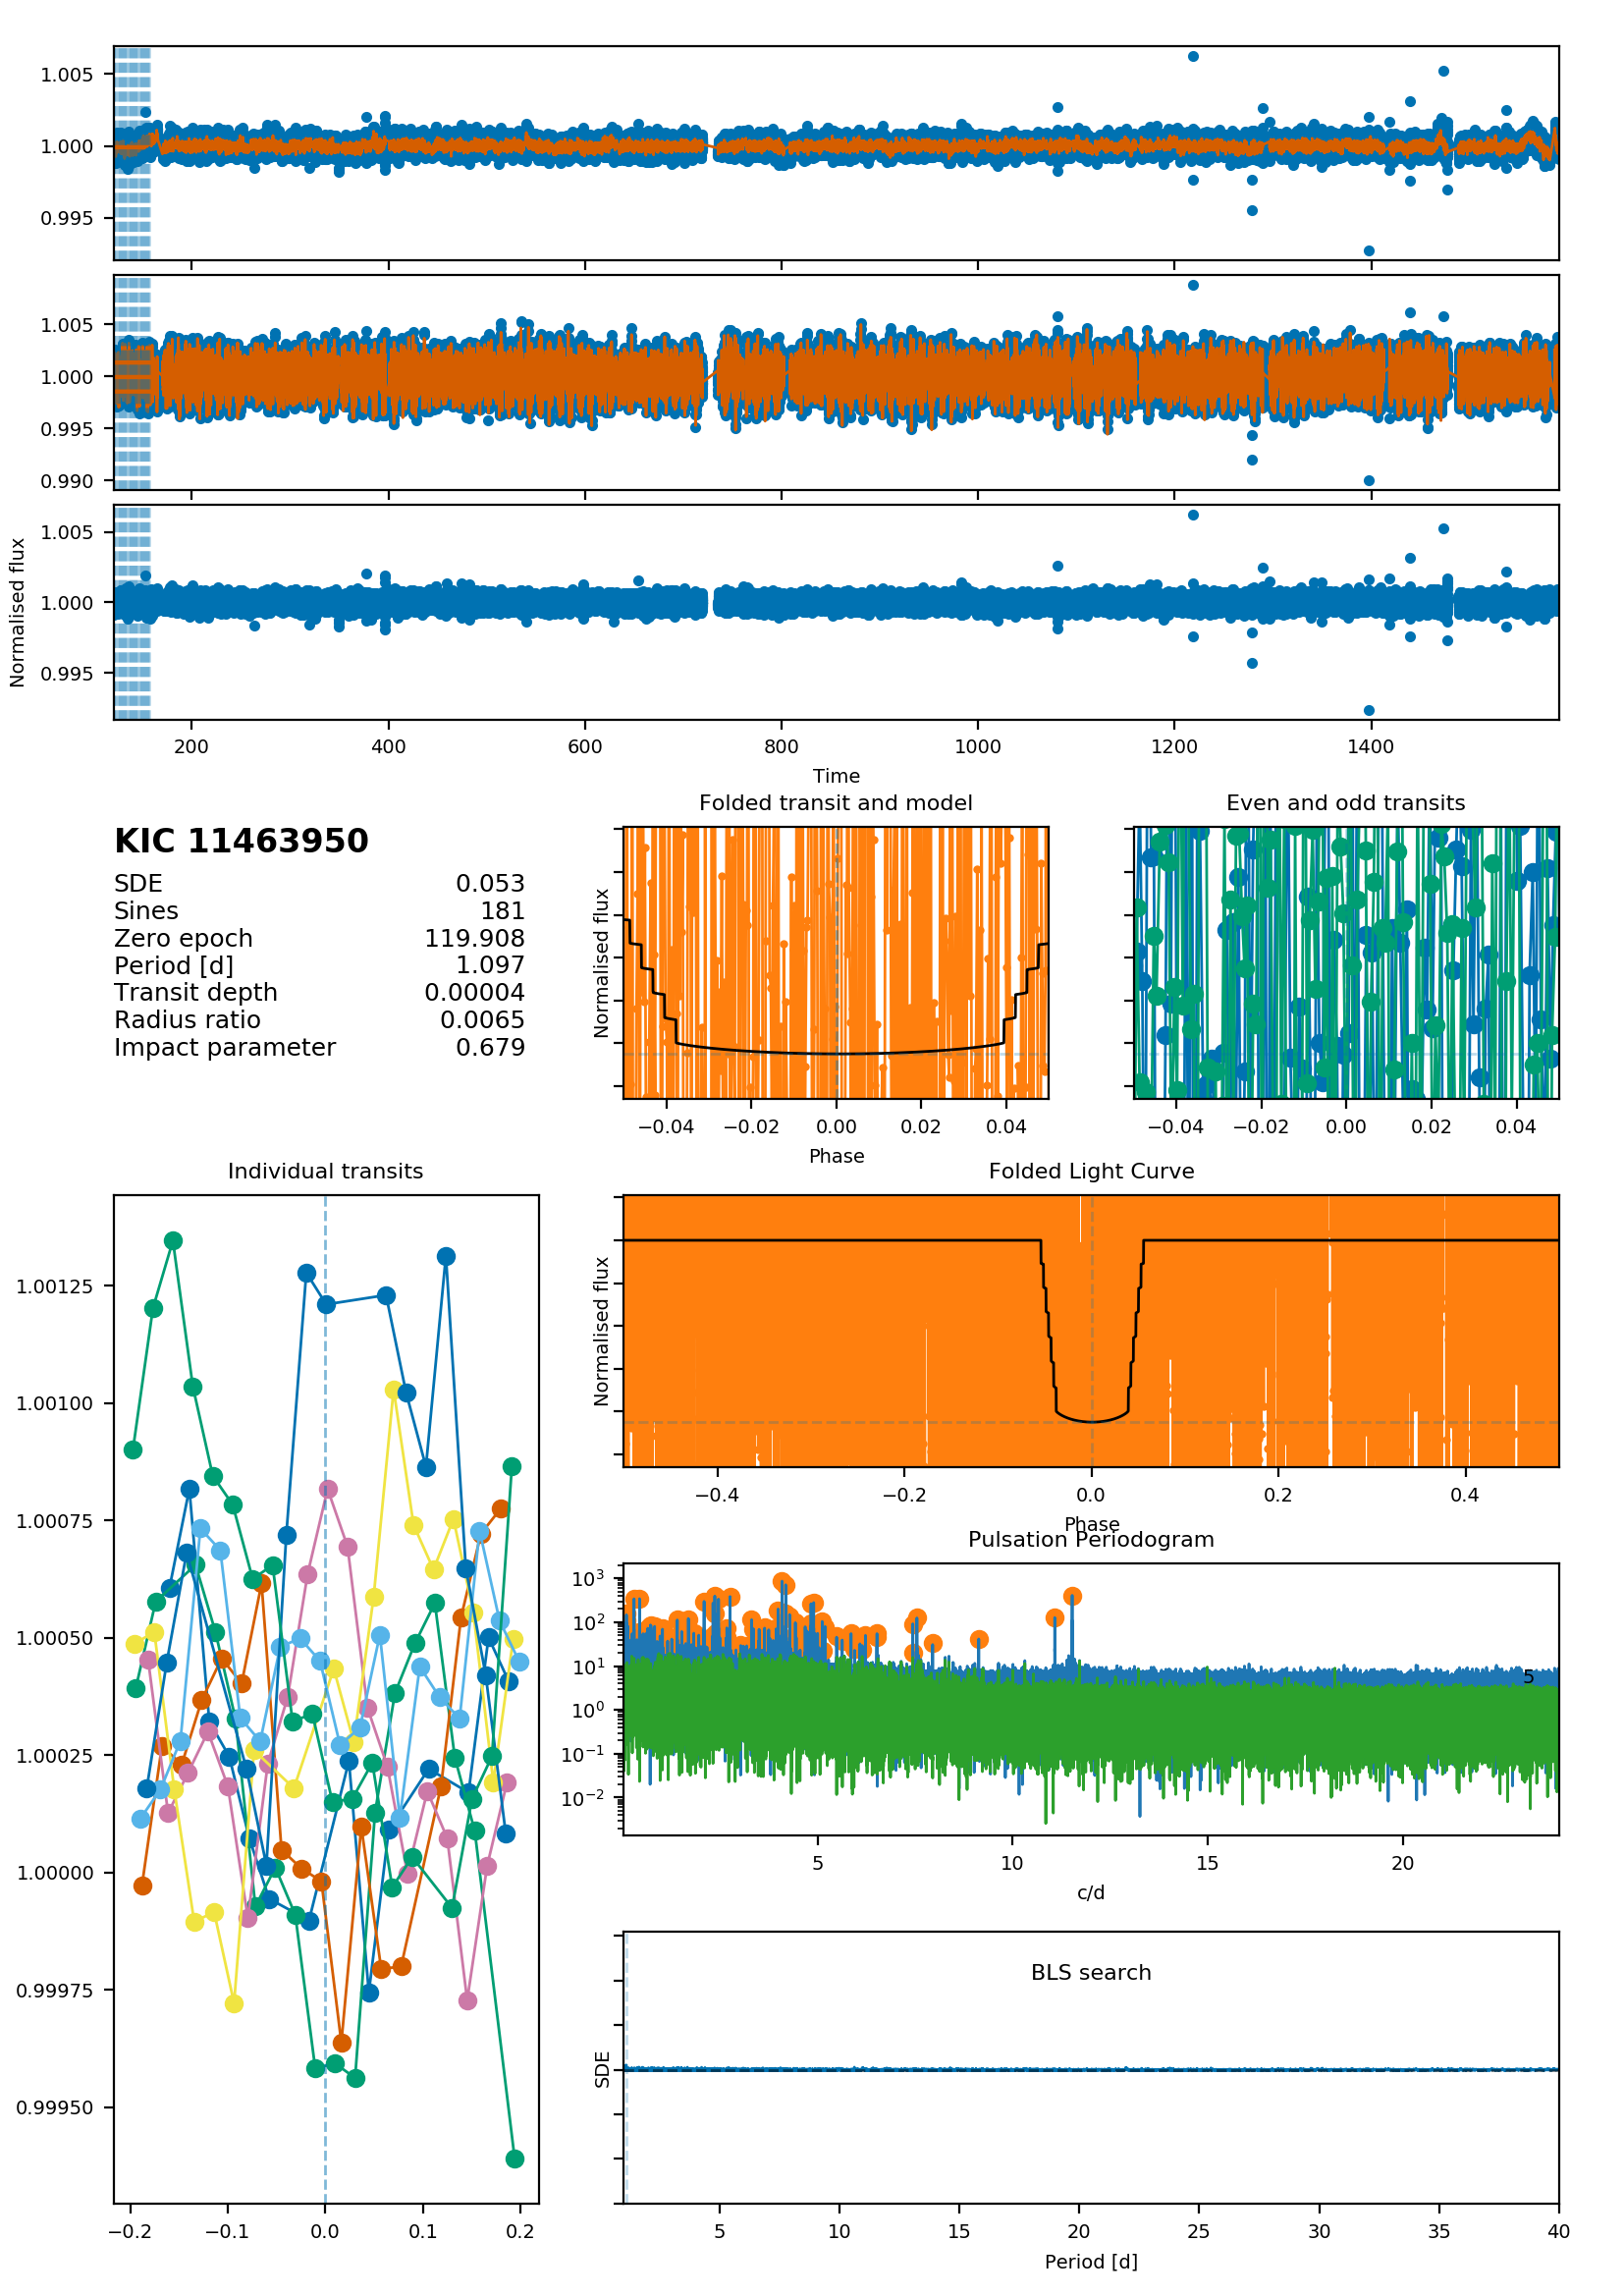 1.005
1.000
0.995
1.005
1.000
0.995
0.990
1.005
1.000
0.995
Normalised flux
200 400 600 800 1000 1200 1400
Time
KIC 11463950
SDE 0.053
Sines 181
Zero epoch 119.908
Period [d] 1.097
Transit depth 0.00004
Radius ratio 0.0065
Impact parameter 0.679
Folded transit and model
Normalised flux
−0.04 −0.02 0.00 0.02 0.04
Phase
Even and odd transits
−0.04 −0.02 0.00 0.02 0.04
Individual transits
1.00125
1.00100
1.00075
1.00050
1.00025
1.00000
0.99975
0.99950
−0.2 −0.1 0.0 0.1 0.2
Folded Light Curve
Normalised flux
−0.4 −0.2 0.0 0.2 0.4
Phase
Pulsation Periodogram
10³
10²
10¹
10⁰
10⁻¹
10⁻²
5
5 10 15 20
c/d
BLS search
SDE
5 10 15 20 25 30 35 40
Period [d]